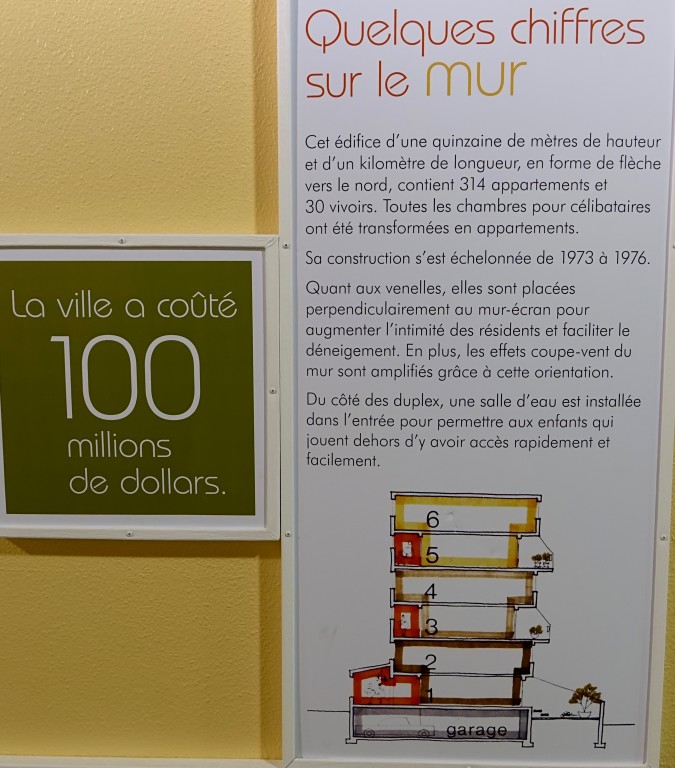 Quelques chiffres
sur le mur
Cet édifice d'une quinzaine de mètres de hauteur
et d'un kilomètre de longueur, en forme de flèche
vers le nord, contient 314 appartements et
30 vivoirs. Toutes les chambres pour célibataires
ont été transformées en appartements.
Sa construction s'est échelonnée de 1973 à 1976.
Quant aux venelles, elles sont placées
perpendiculairement au mur-écran pour
augmenter l'intimité des résidents et faciliter le
déneigement. En plus, les effets coupe-vent du
mur sont amplifiés grâce à cette orientation.
Du côté des duplex, une salle d'eau est installée
dans l'entrée pour permettre aux enfants qui
jouent dehors d'y avoir accès rapidement et
facilement.
La ville a coûté
100
millions
de dollars.
6
5
4
3
2
1
garage